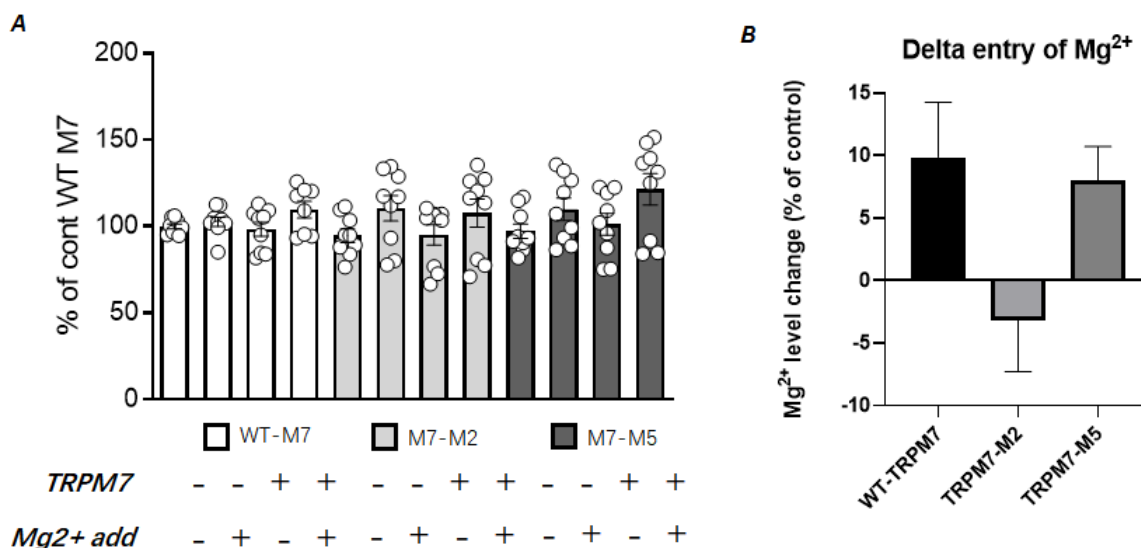 A
200
150
100
50
0
% of cont WT M7
WT-M7 M7-M2 M7-M5
TRPM7 - - + + - - + + - - + +
Mg2+ add - + - + - + - + - + - +
B
Delta entry of Mg²⁺
15
10
5
0
-5
-10
Mg²⁺ level change (% of control)
WT-TRPM7
TRPM7-M2
TRPM7-M5